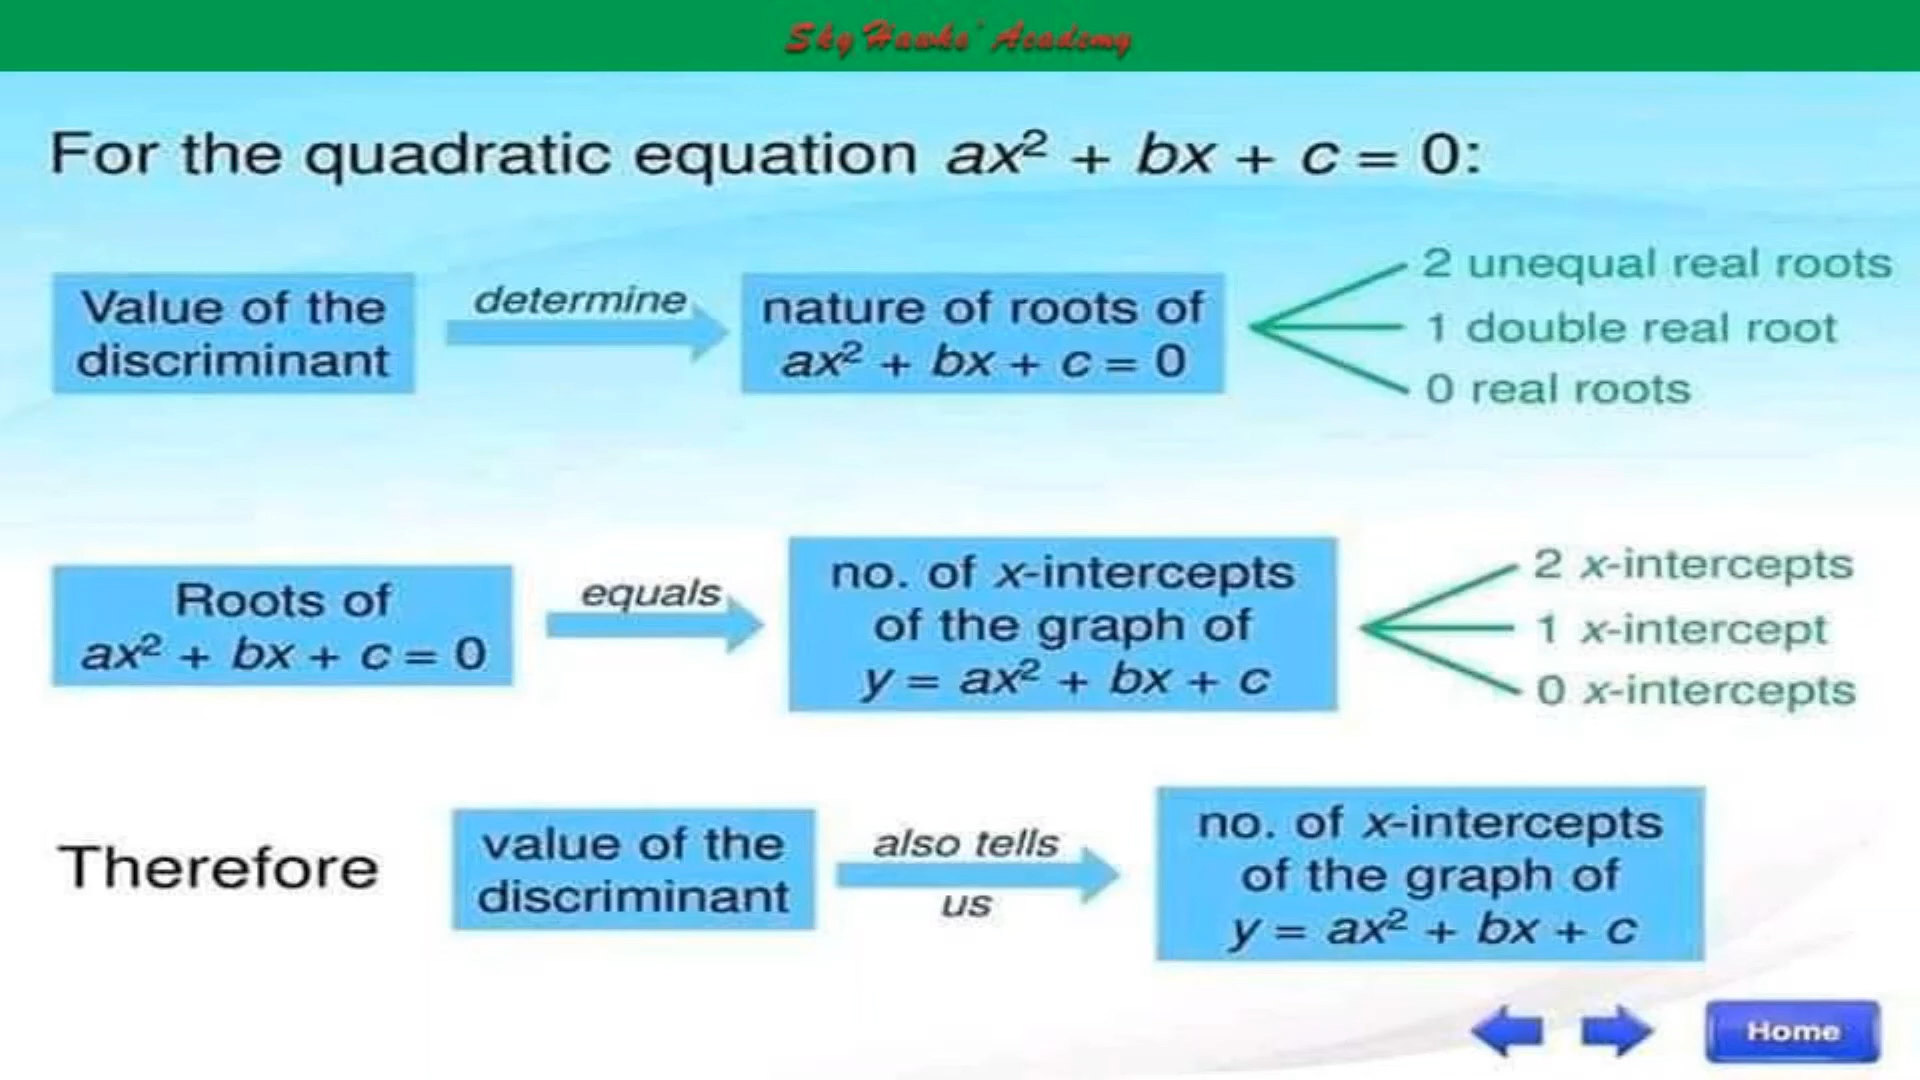 Sky Hawks' Academy
For the quadratic equation ax² + bx + c = 0:
Value of the
discriminant
determine
nature of roots of
ax² + bx + c = 0
2 unequal real roots
1 double real root
0 real roots
Roots of
ax² + bx + c = 0
equals
no. of x-intercepts
of the graph of
y = ax² + bx + c
2 x-intercepts
1 x-intercept
0 x-intercepts
Therefore
value of the
discriminant
also tells
us
no. of x-intercepts
of the graph of
y = ax² + bx + c
Home